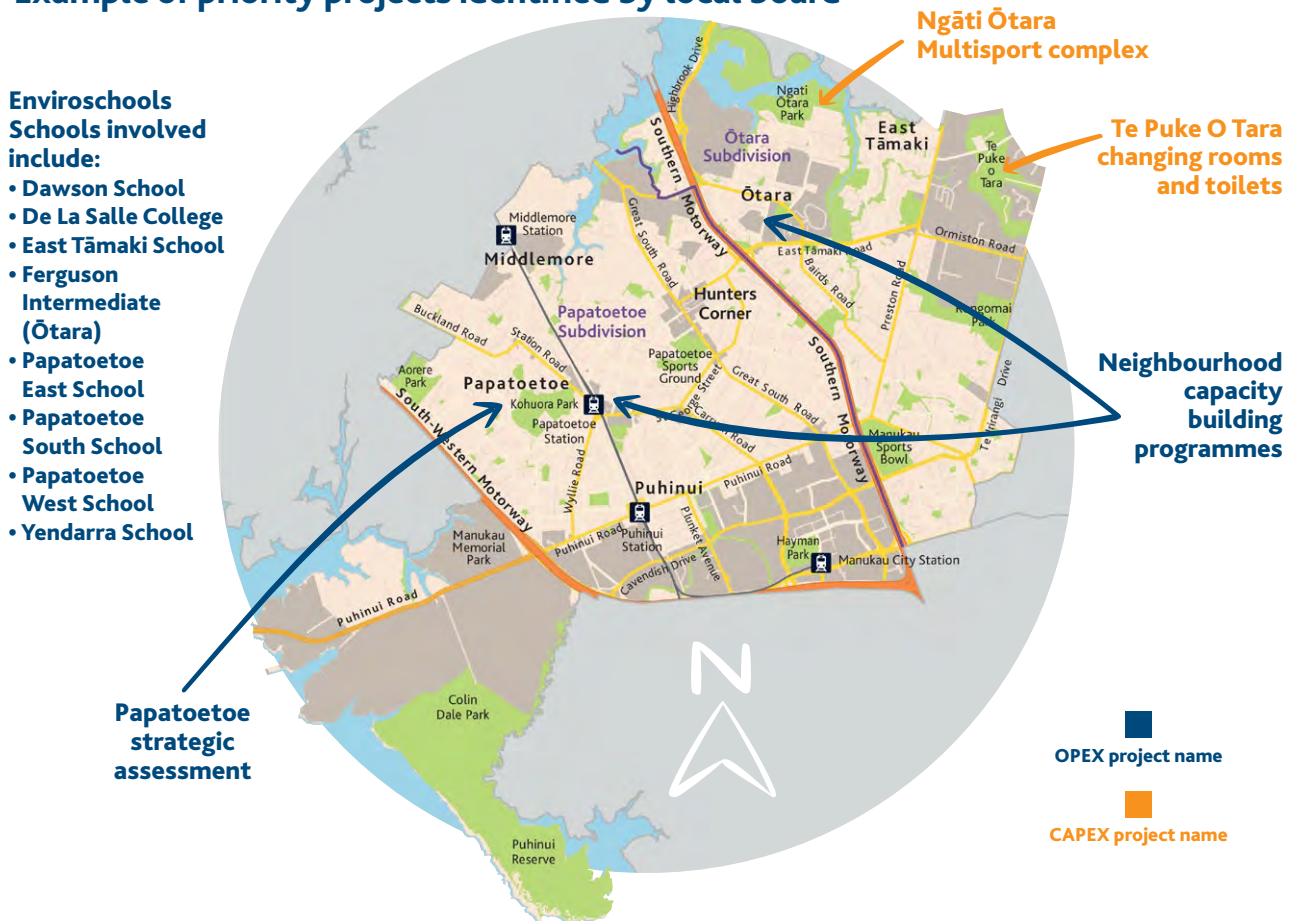 Example of priority projects identified by local board
Ngāti Ōtara
Multisport complex
Te Puke O Tara
changing rooms
and toilets
Enviroschools
Schools involved
include:
• Dawson School
• De La Salle College
• East Tāmaki School
• Ferguson
Intermediate
(Ōtara)
• Papatoetoe
East School
• Papatoetoe
South School
• Papatoetoe
West School
• Yendarra School
Highbrook Drive
Ngati
Ōtara
Park
East
Tāmaki
Te
Puke
o
Tara
Southern Motorway
Ōtara
Subdivision
Ōtara
Middlemore
Station
Middlemore
Great South Road
East Tāmaki Road
Ormiston Road
Bairds Road
Preston Road
Hunters
Corner
Rongomai
Park
Papatoetoe
Subdivision
Buckland Road
Station Road
Papatoetoe
Sports
Ground
Southern Motorway
Te Irirangi Drive
Aorere
Park
Papatoetoe
Kohuora Park
Papatoetoe
Station
St George Street
Great South Road
Carruth Road
Manukau
Sports
Bowl
South-Western Motorway
Wyllie Road
Puhinui
Puhinui Road
Puhinui
Station
Puhinui Road
Plunket Avenue
Cavendish Drive
Hayman
Park
Manukau City Station
Manukau
Memorial
Park
Puhinui Road
Colin
Dale Park
Puhinui
Reserve
N
Neighbourhood
capacity
building
programmes
Papatoetoe
strategic
assessment
OPEX project name
CAPEX project name